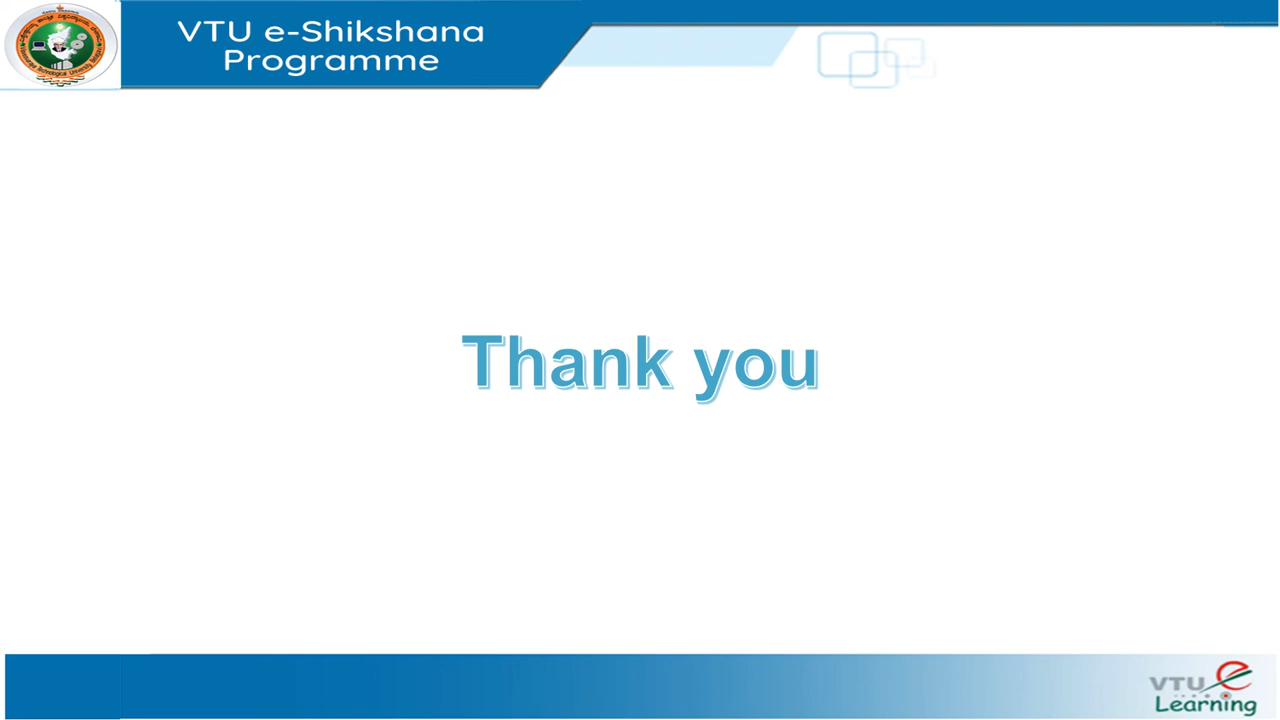 VTU e-Shikshana
Programme
Thank you
VTU e
Learning